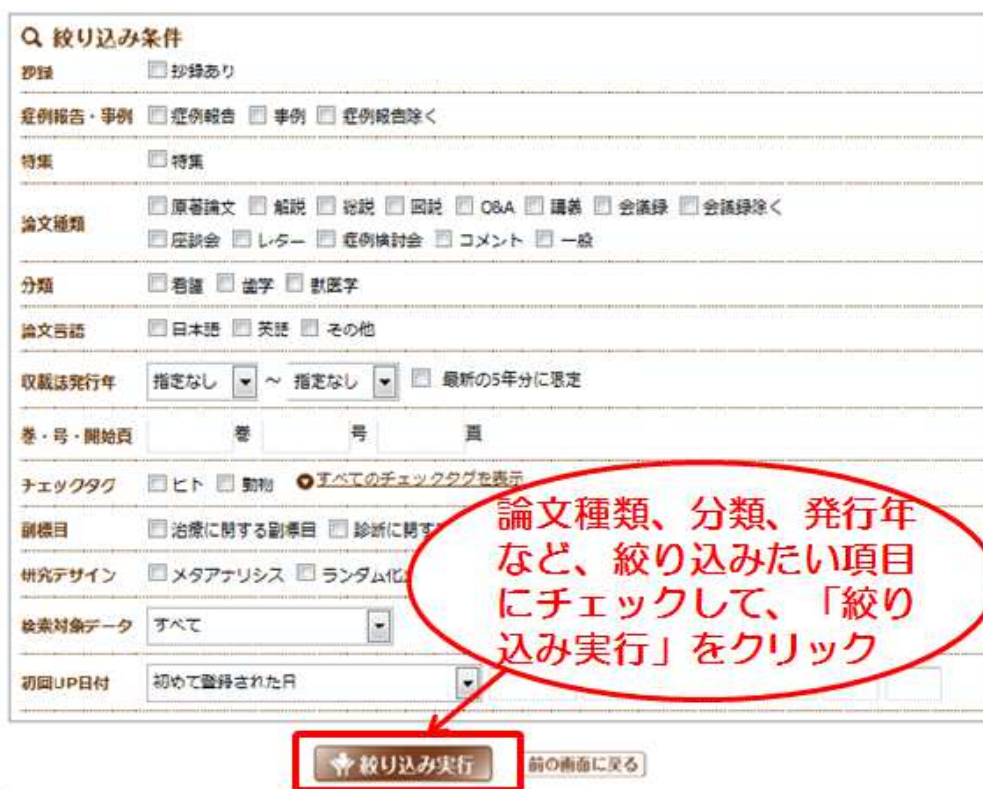 絞り込み条件
抄録 抄録あり
症例報告・事例 症例報告 事例 症例報告除く
特集 特集
論文種類 原著論文 解説 総説 図説 Q&A 講義 会議録 会議録除く
座談会 レター 症例検討会 コメント 一般
分類 看護 歯学 獣医学
論文言語 日本語 英語 その他
収載誌発行年 指定なし ～ 指定なし 最新の5年分に限定
巻・号・開始頁 巻 号 頁
チェックタグ ヒト 動物 すべてのチェックタグを表示
副標目 治療に関する副標目 診断に関す
研究デザイン メタアナリシス ランダム化
検索対象データ すべて
初回UP日付 初めて登録された日
論文種類、分類、発行年
など、絞り込みたい項目
にチェックして、「絞り
込み実行」をクリック
絞り込み実行 前の画面に戻る